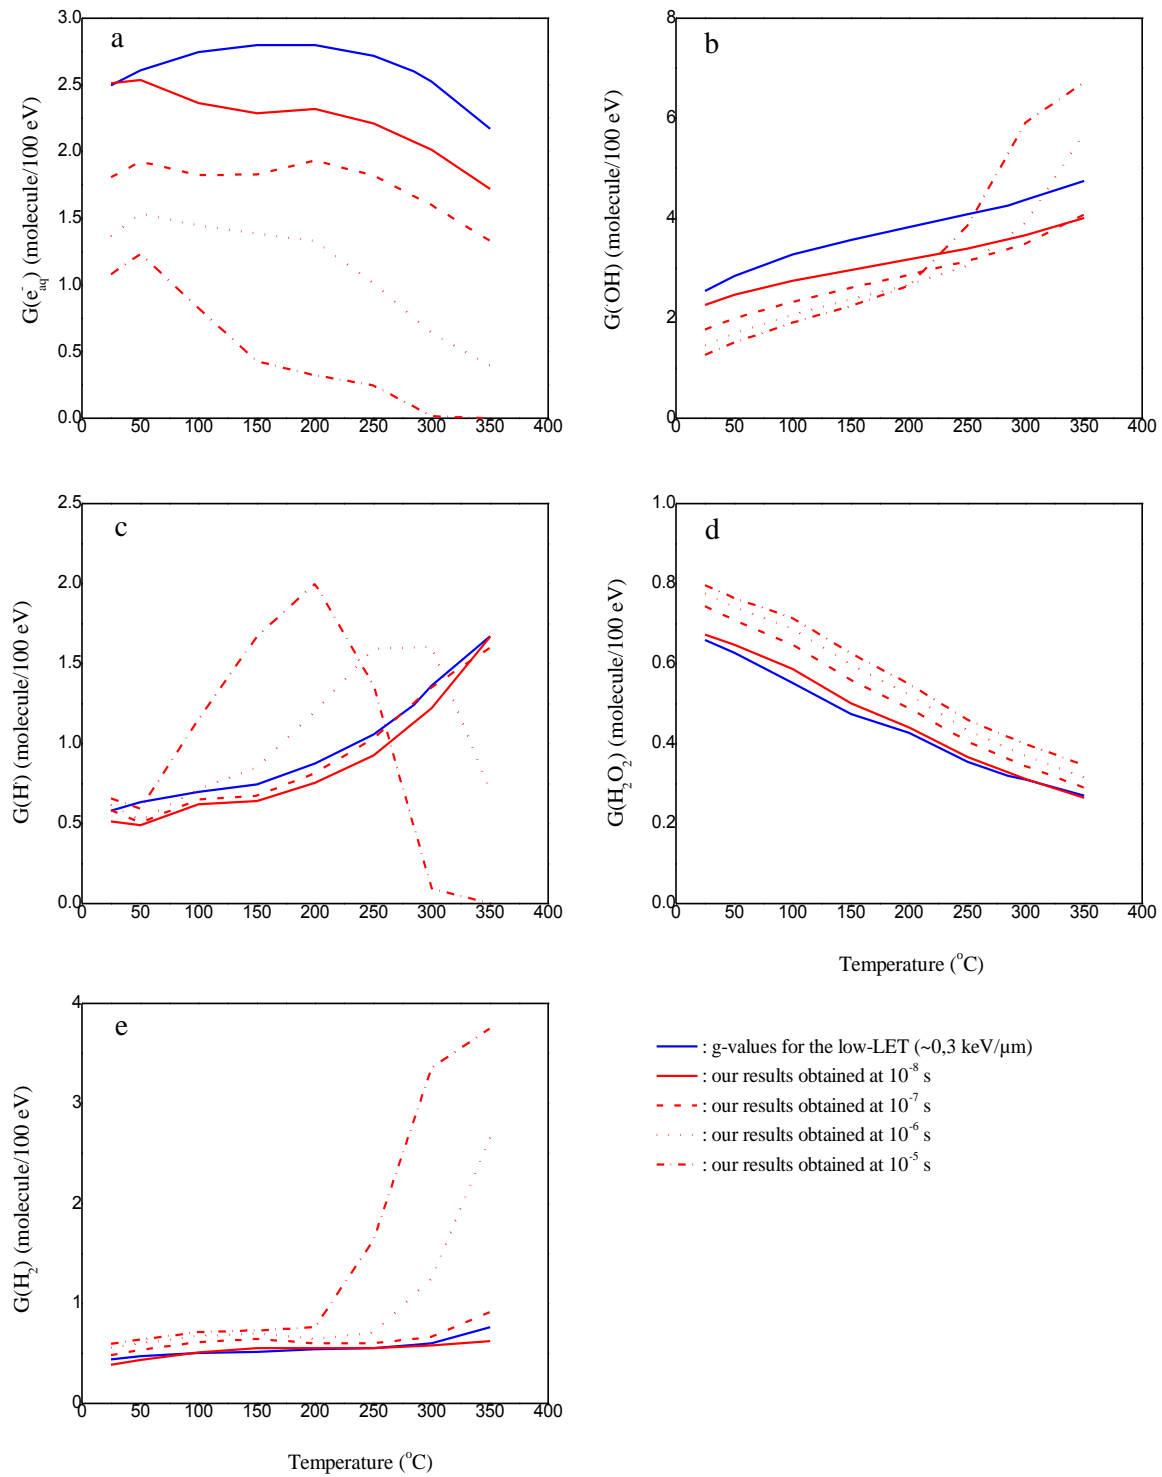 a
3.0
2.5
2.0
1.5
1.0
0.5
0.0
0 50 100 150 200 250 300 350 400
G(e⁻aq) (molecule/100 eV)
b
8
6
4
2
0
0 50 100 150 200 250 300 350 400
G(˙OH) (molecule/100 eV)
c
2.5
2.0
1.5
1.0
0.5
0.0
0 50 100 150 200 250 300 350 400
G(H˙) (molecule/100 eV)
d
1.0
0.8
0.6
0.4
0.2
0.0
0 50 100 150 200 250 300 350 400
G(H₂O₂) (molecule/100 eV)
Temperature (°C)
e
4
3
2
1
0
0 50 100 150 200 250 300 350 400
G(H₂) (molecule/100 eV)
Temperature (°C)
: g-values for the low-LET (~0,3 keV/µm)
: our results obtained at 10⁻⁸ s
: our results obtained at 10⁻⁷ s
: our results obtained at 10⁻⁶ s
: our results obtained at 10⁻⁵ s